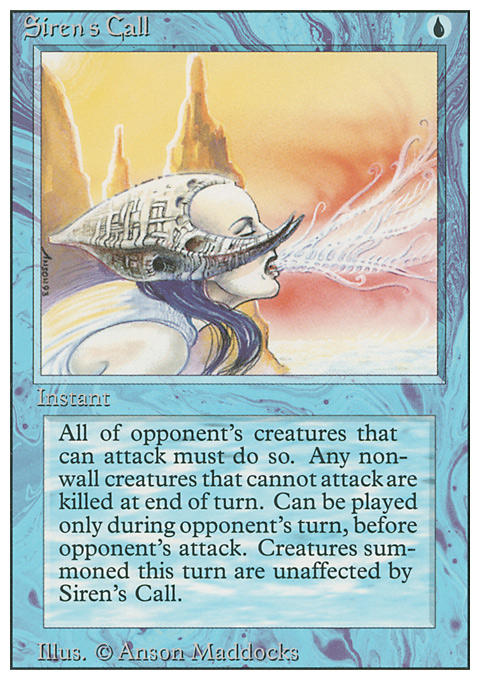 Siren's Call
ANSON 93
Instant
All of opponent's creatures that
can attack must do so. Any non-
wall creatures that cannot attack are
killed at end of turn. Can be played
only during opponent's turn, before
opponent's attack. Creatures sum-
moned this turn are unaffected by
Siren's Call.
Illus. © Anson Maddocks